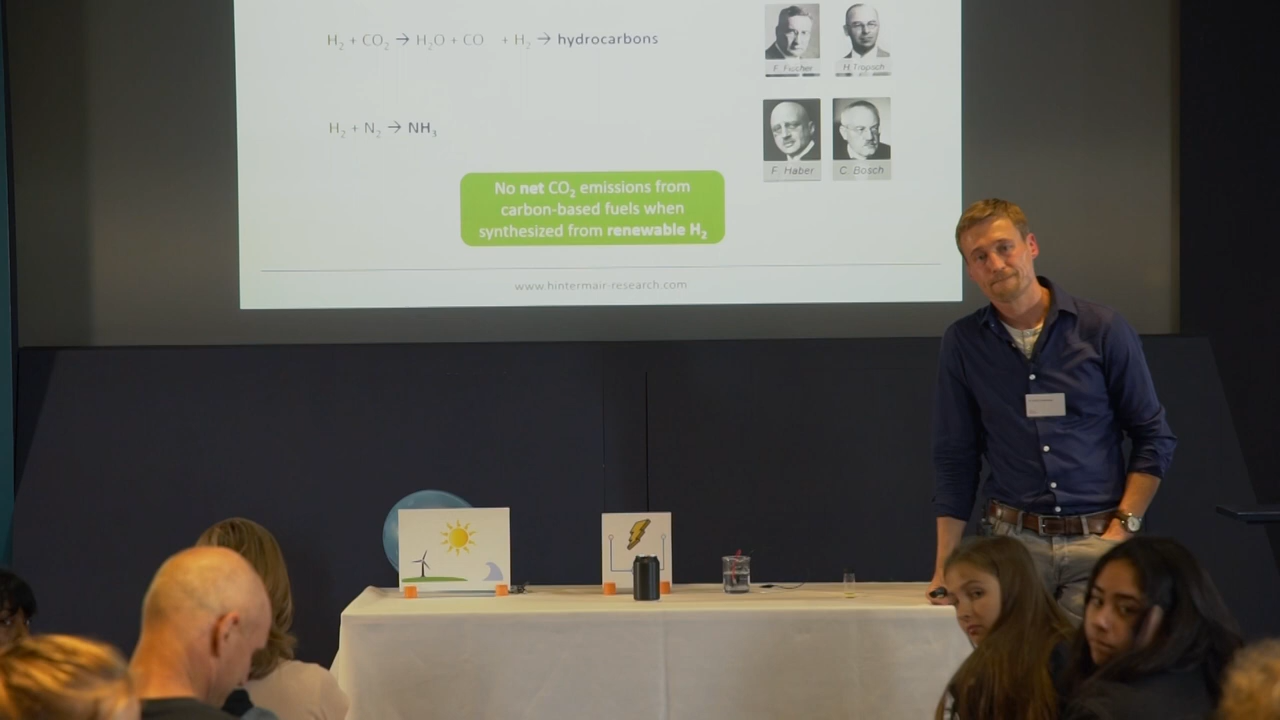 H₂ + CO₂ → H₂O + CO + H₂ → hydrocarbons
F. Fischer
H. Tropsch
H₂ + N₂ → NH₃
F. Haber
C. Bosch
No net CO₂ emissions from
carbon-based fuels when
synthesized from renewable H₂
www.hintermair-research.com